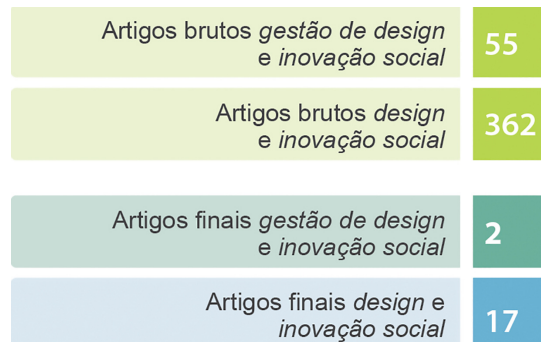 Artigos brutos gestão de design
e inovação social
55
Artigos brutos design
e inovação social
362
Artigos finais gestão de design
e inovação social
2
Artigos finais design e
inovação social
17